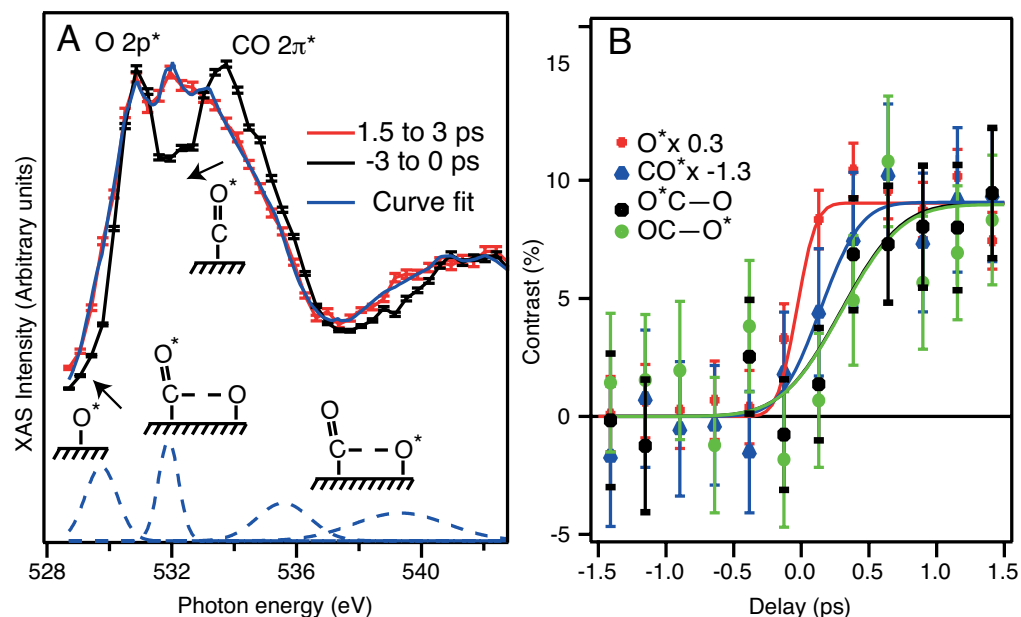 A
O 2p*
CO 2π*
1.5 to 3 ps
-3 to 0 ps
Curve fit
O*
C
O*
C
O
O*
O
C
O*
XAS Intensity (Arbitrary units)
528
532
536
540
Photon energy (eV)
B
15
10
5
0
-5
O*x 0.3
CO*x -1.3
O*C—O
OC—O*
Contrast (%)
-1.5
-1.0
-0.5
0.0
0.5
1.0
1.5
Delay (ps)